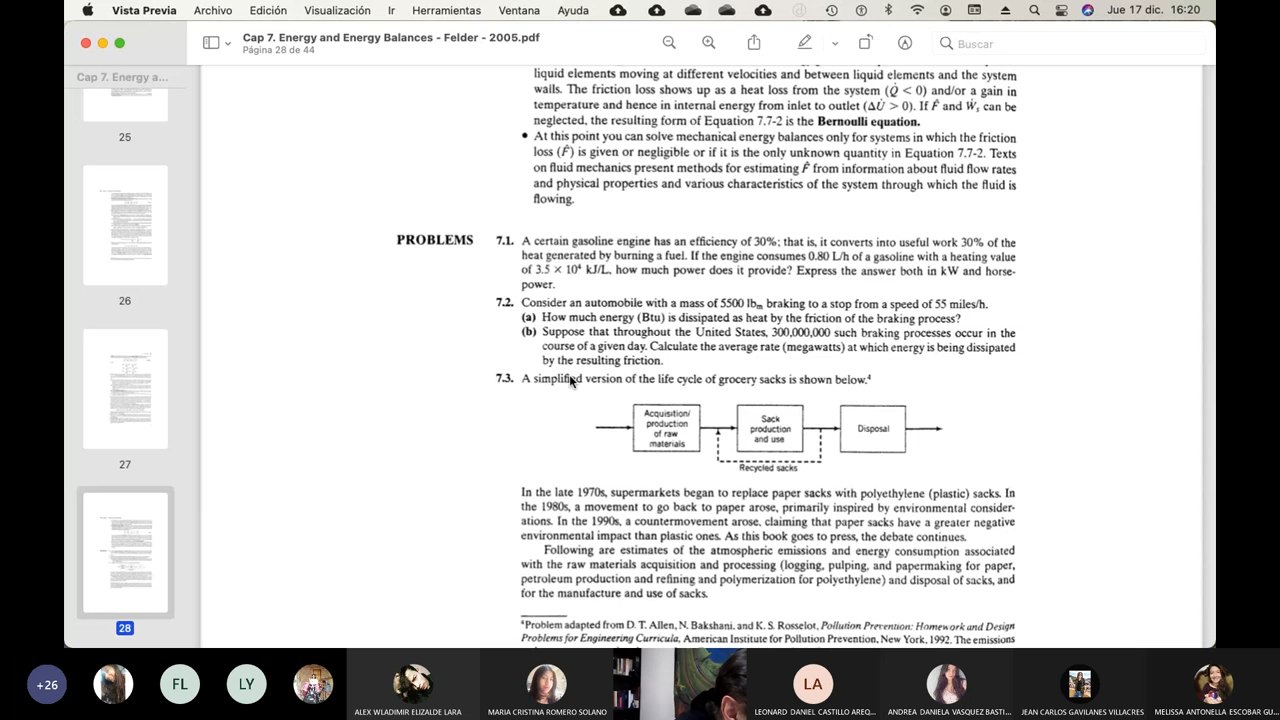 Vista Previa Archivo Edición Visualización Ir Herramientas Ventana Ayuda Jue 17 dic. 16:20
Cap 7. Energy and Energy Balances - Felder - 2005.pdf
Página 28 de 44
Buscar
Cap 7. Energy a...
25
26
27
28
liquid elements moving at different velocities and between liquid elements and the system
walls. The friction loss shows up as a heat loss from the system (Q̇ < 0) and/or a gain in
temperature and hence in internal energy from inlet to outlet (ΔÛ > 0). If F̂ and Ẇs can be
neglected, the resulting form of Equation 7.7-2 is the Bernoulli equation.
• At this point you can solve mechanical energy balances only for systems in which the friction
loss (F̂) is given or negligible or if it is the only unknown quantity in Equation 7.7-2. Texts
on fluid mechanics present methods for estimating F̂ from information about fluid flow rates
and physical properties and various characteristics of the system through which the fluid is
flowing.
PROBLEMS
7.1. A certain gasoline engine has an efficiency of 30%; that is, it converts into useful work 30% of the
heat generated by burning a fuel. If the engine consumes 0.80 L/h of a gasoline with a heating value
of 3.5 × 10⁴ kJ/L, how much power does it provide? Express the answer both in kW and horse-
power.
7.2. Consider an automobile with a mass of 5500 lbm braking to a stop from a speed of 55 miles/h.
(a) How much energy (Btu) is dissipated as heat by the friction of the braking process?
(b) Suppose that throughout the United States, 300,000,000 such braking processes occur in the
course of a given day. Calculate the average rate (megawatts) at which energy is being dissipated
by the resulting friction.
7.3. A simplified version of the life cycle of grocery sacks is shown below.⁴
Acquisition/
production
of raw
materials
Sack
production
and use
Disposal
Recycled sacks
In the late 1970s, supermarkets began to replace paper sacks with polyethylene (plastic) sacks. In
the 1980s, a movement to go back to paper arose, primarily inspired by environmental consider-
ations. In the 1990s, a countermovement arose, claiming that paper sacks have a greater negative
environmental impact than plastic ones. As this book goes to press, the debate continues.
Following are estimates of the atmospheric emissions and energy consumption associated
with the raw materials acquisition and processing (logging, pulping, and papermaking for paper,
petroleum production and refining and polymerization for polyethylene) and disposal of sacks, and
for the manufacture and use of sacks.
⁴Problem adapted from D. T. Allen, N. Bakshani, and K. S. Rosselot, Pollution Prevention: Homework and Design
Problems for Engineering Curricula, American Institute for Pollution Prevention, New York, 1992. The emissions
+26
FL
LY
LA
ALEX WLADIMIR ELIZALDE LARA
MARIA CRISTINA ROMERO SOLANO
LEONARD DANIEL CASTILLO AREQ...
ANDREA DANIELA VASQUEZ BASTI...
JEAN CARLOS GAVILANES VILLACRES
MELISSA ANTONELLA ESCOBAR GU...